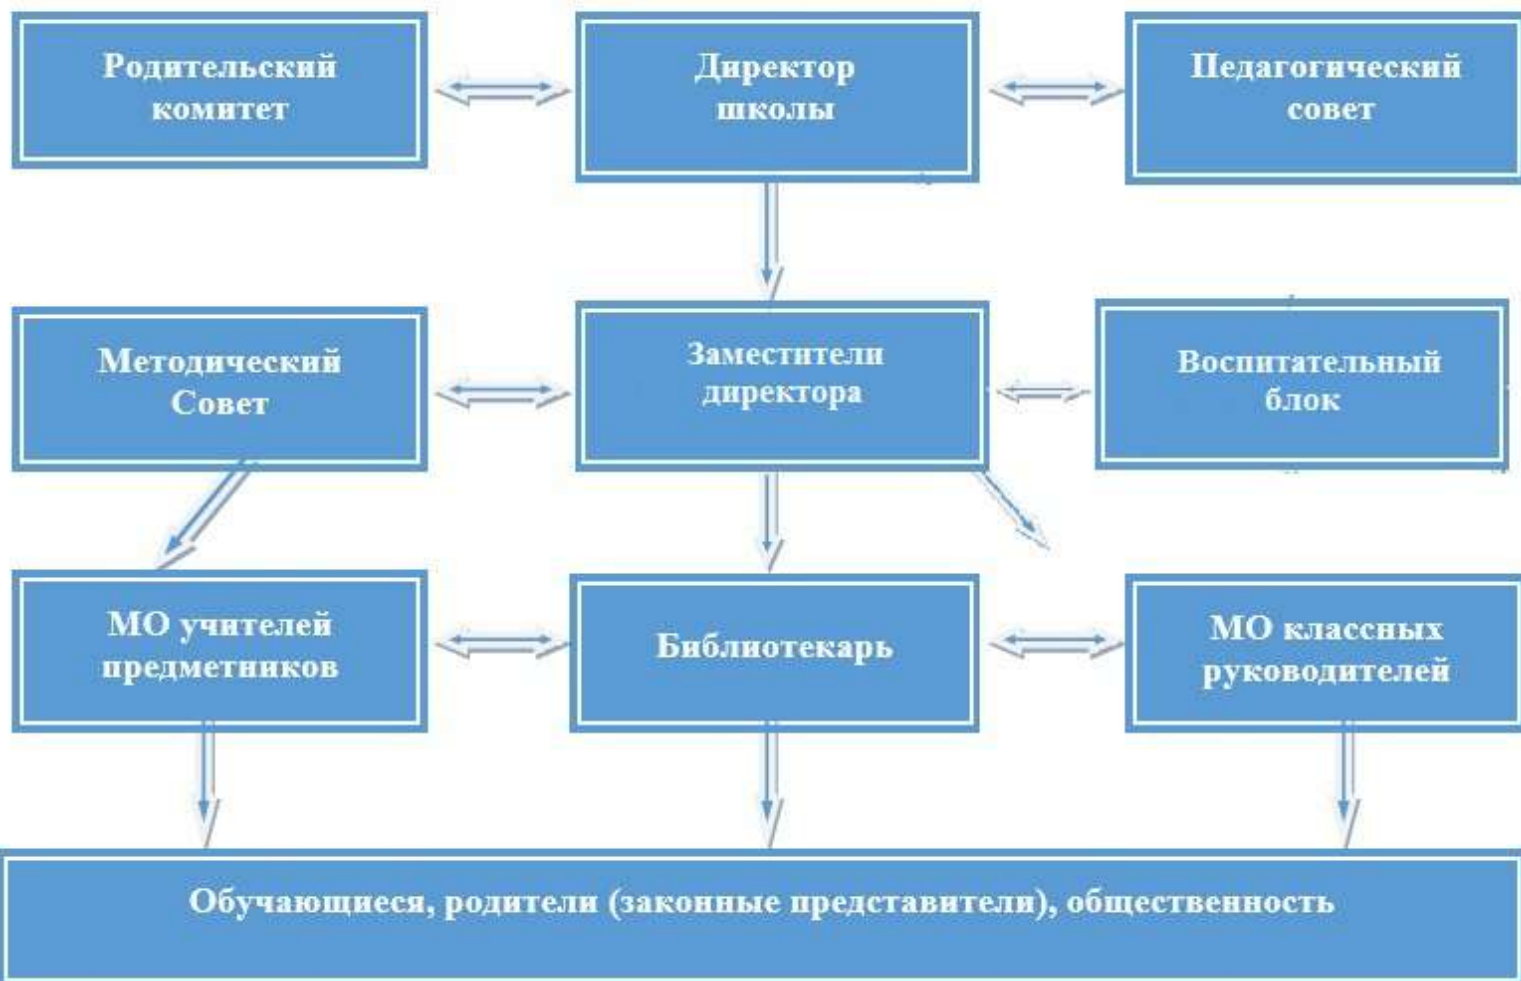 Родительский
комитет
Директор
школы
Педагогический
совет
Методический
Совет
Заместители
директора
Воспитательный
блок
МО учителей
предметников
Библиотекарь
МО классных
руководителей
Обучающиеся, родители (законные представители), общественность